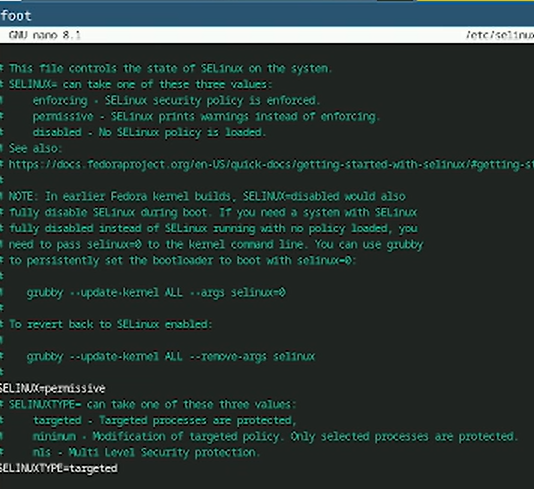 foot
GNU nano 8.1 /etc/selinux
# This file controls the state of SELinux on the system.
# SELINUX= can take one of these three values:
# enforcing - SELinux security policy is enforced.
# permissive - SELinux prints warnings instead of enforcing.
# disabled - No SELinux policy is loaded.
# See also:
# https://docs.fedoraproject.org/en-US/quick-docs/getting-started-with-selinux/#getting-st
#
# NOTE: In earlier Fedora kernel builds, SELINUX=disabled would also
# fully disable SELinux during boot. If you need a system with SELinux
# fully disabled instead of SELinux running with no policy loaded, you
# need to pass selinux=0 to the kernel command line. You can use grubby
# to persistently set the bootloader to boot with selinux=0:
#
# grubby --update-kernel ALL --args selinux=0
#
# To revert back to SELinux enabled:
#
# grubby --update-kernel ALL --remove-args selinux
#
SELINUX=permissive
# SELINUXTYPE= can take one of these three values:
# targeted - Targeted processes are protected,
# minimum - Modification of targeted policy. Only selected processes are protected.
# mls - Multi Level Security protection.
SELINUXTYPE=targeted